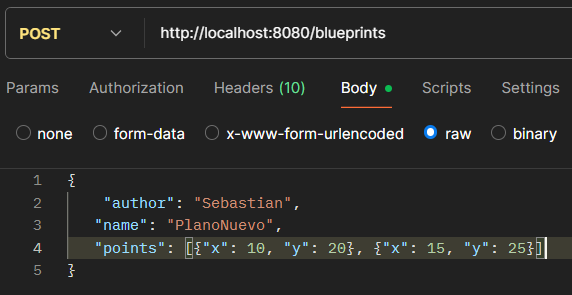 POST http://localhost:8080/blueprints
Params Authorization Headers (10) Body Scripts Settings
none form-data x-www-form-urlencoded raw binary
1 {
2 "author": "Sebastian",
3 "name": "PlanoNuevo",
4 "points": [{"x": 10, "y": 20}, {"x": 15, "y": 25}]
5 }